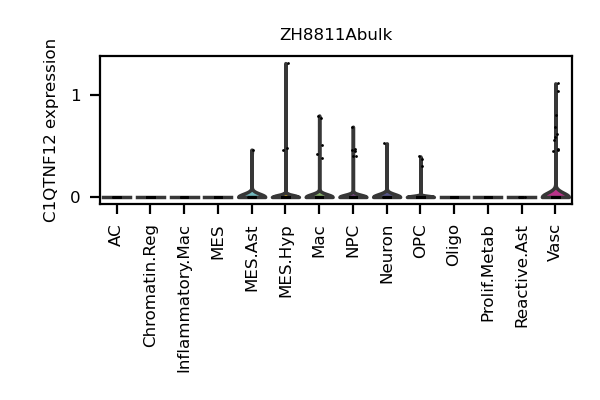 ZH8811Abulk
C1QTNF12 expression
1
0
AC
Chromatin.Reg
Inflammatory.Mac
MES
MES.Ast
MES.Hyp
Mac
NPC
Neuron
OPC
Oligo
Prolif.Metab
Reactive.Ast
Vasc